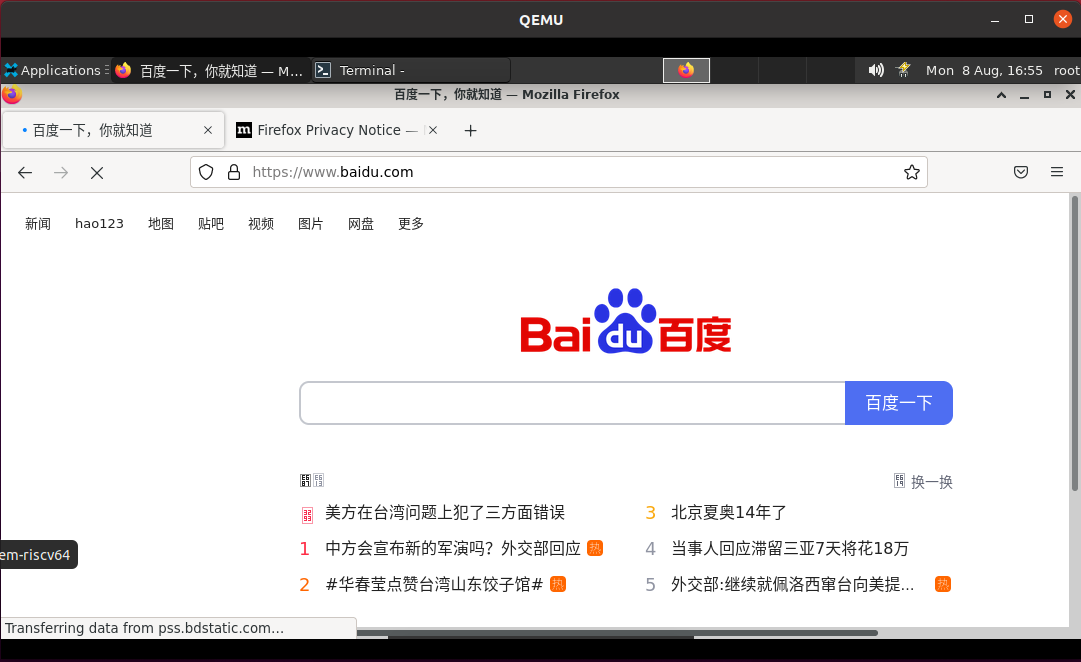 QEMU
Applications 百度一下，你就知道 — M... Terminal - Mon 8 Aug, 16:55 root
百度一下，你就知道 — Mozilla Firefox
百度一下，你就知道 Firefox Privacy Notice —
https://www.baidu.com
新闻 hao123 地图 贴吧 视频 图片 网盘 更多
Bai du 百度
百度一下
换一换
美方在台湾问题上犯了三方面错误
3 北京夏奥14年了
1 中方会宣布新的军演吗？外交部回应 热
4 当事人回应滞留三亚7天将花18万
2 #华春莹点赞台湾山东饺子馆# 热
5 外交部:继续就佩洛西窜台向美提... 热
em-riscv64
Transferring data from pss.bdstatic.com...